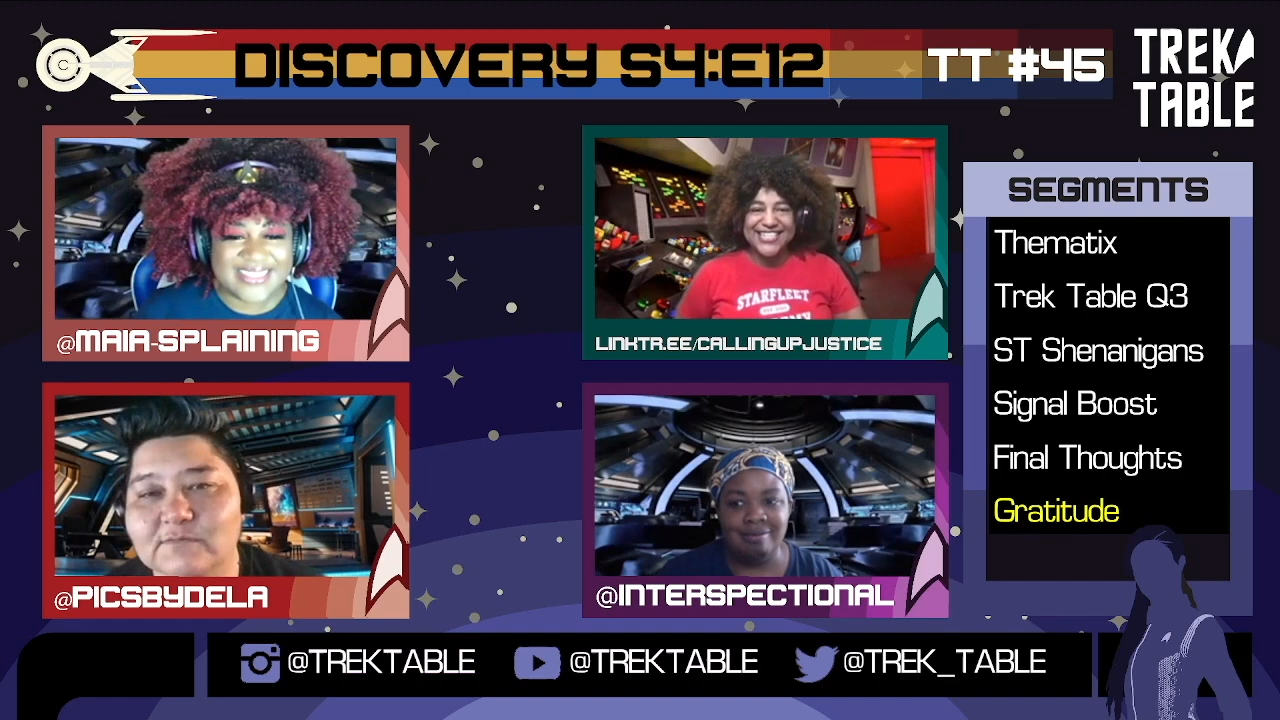 DISCOVERY S4:E12
TT #45
TREK
TABLE
@MAIA-SPLAINING
STARFLEET
LINKTR.EE/CALLINGUPJUSTICE
@PICSBYDELA
@INTERSPECTIONAL
SEGMENTS
Thematix
Trek Table Q3
ST Shenanigans
Signal Boost
Final Thoughts
Gratitude
@TREKTABLE
@TREKTABLE
@TREK_TABLE